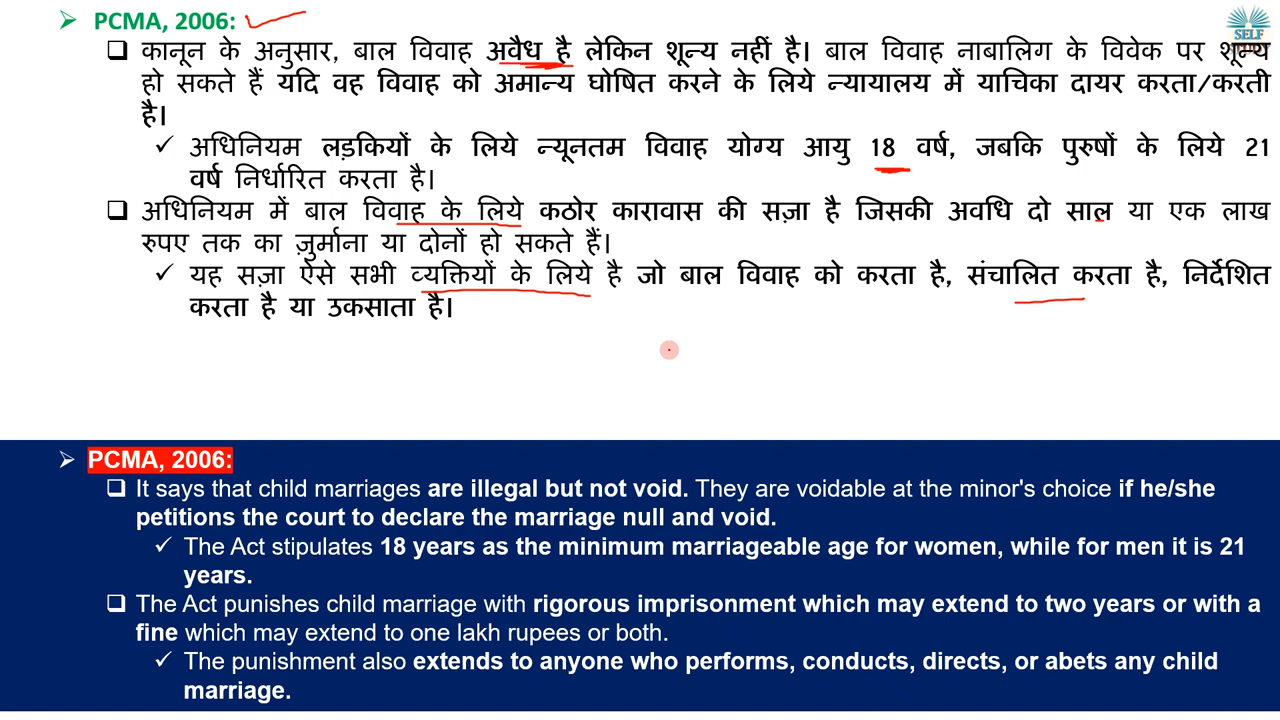 ➢ PCMA, 2006:
SELF
❑ कानून के अनुसार, बाल विवाह अवैध है लेकिन शून्य नहीं है। बाल विवाह नाबालिग के विवेक पर शून्य
हो सकते हैं यदि वह विवाह को अमान्य घोषित करने के लिये न्यायालय में याचिका दायर करता/करती
है।
✓ अधिनियम लड़कियों के लिये न्यूनतम विवाह योग्य आयु 18 वर्ष, जबकि पुरुषों के लिये 21
वर्ष निर्धारित करता है।
❑ अधिनियम में बाल विवाह के लिये कठोर कारावास की सज़ा है जिसकी अवधि दो साल या एक लाख
रुपए तक का ज़ुर्माना या दोनों हो सकते हैं।
✓ यह सज़ा ऐसे सभी व्यक्तियों के लिये है जो बाल विवाह को करता है, संचालित करता है, निर्देशित
करता है या उकसाता है।
➢ PCMA, 2006:
❑ It says that child marriages are illegal but not void. They are voidable at the minor's choice if he/she
petitions the court to declare the marriage null and void.
✓ The Act stipulates 18 years as the minimum marriageable age for women, while for men it is 21
years.
❑ The Act punishes child marriage with rigorous imprisonment which may extend to two years or with a
fine which may extend to one lakh rupees or both.
✓ The punishment also extends to anyone who performs, conducts, directs, or abets any child
marriage.